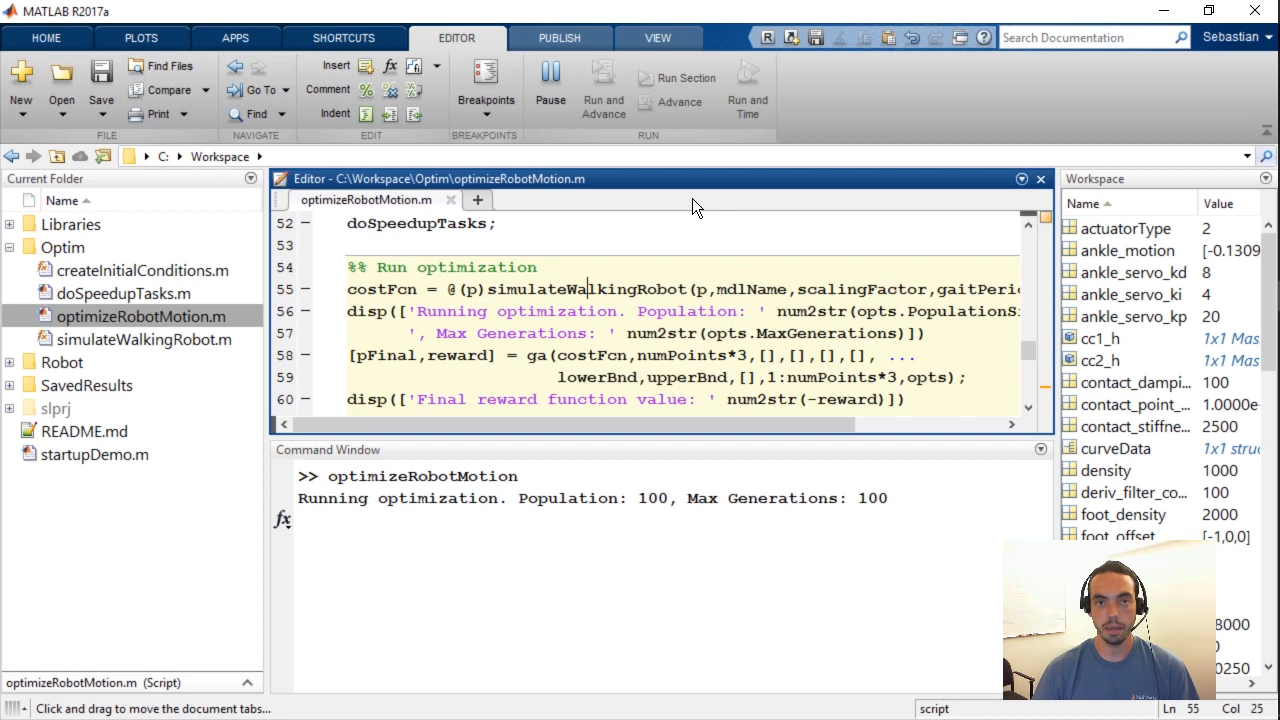 MATLAB R2017a
HOME PLOTS APPS SHORTCUTS EDITOR PUBLISH VIEW Search Documentation Sebastian
New Open Save Find Files Compare Print
Go To Find
Insert fx
Comment
Indent
Breakpoints Pause Run and Advance Run Section Advance Run and Time
FILE NAVIGATE EDIT BREAKPOINTS RUN
C: Workspace
Current Folder
Name
Libraries
Optim
createInitialConditions.m
doSpeedupTasks.m
optimizeRobotMotion.m
simulateWalkingRobot.m
Robot
SavedResults
slprj
README.md
startupDemo.m
optimizeRobotMotion.m (Script)
Editor - C:\Workspace\Optim\optimizeRobotMotion.m
optimizeRobotMotion.m +
52 – doSpeedupTasks;
53
54 %% Run optimization
55 – costFcn = @(p)simulateWalkingRobot(p,mdlName,scalingFactor,gaitPeric
56 – disp(['Running optimization. Population: ' num2str(opts.PopulationSi
57 ', Max Generations: ' num2str(opts.MaxGenerations)])
58 – [pFinal,reward] = ga(costFcn,numPoints*3,[],[],[],[], ...
59 lowerBnd,upperBnd,[],1:numPoints*3,opts);
60 – disp(['Final reward function value: ' num2str(-reward)])
Command Window
>> optimizeRobotMotion
Running optimization. Population: 100, Max Generations: 100
fx
Workspace
Name Value
actuatorType 2
ankle_motion [-0.1309
ankle_servo_kd 8
ankle_servo_ki 4
ankle_servo_kp 20
cc1_h 1x1 Mas
cc2_h 1x1 Mas
contact_dampi... 100
contact_point_... 1.0000e
contact_stiffne... 2500
curveData 1x1 stru
density 1000
deriv_filter_co... 100
foot_density 2000
foot_offset [-1,0,0]
8000
0250
Click and drag to move the document tabs...
script
Ln 55 Col 25